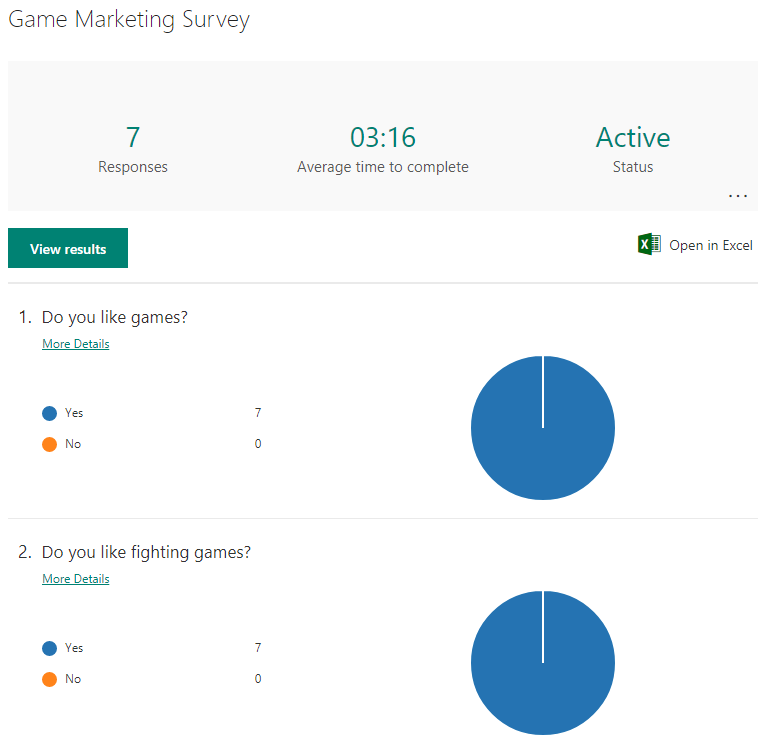 Game Marketing Survey
7
Responses
03:16
Average time to complete
Active
Status
...
View results
Open in Excel
1. Do you like games?
More Details
Yes 7
No 0
2. Do you like fighting games?
More Details
Yes 7
No 0